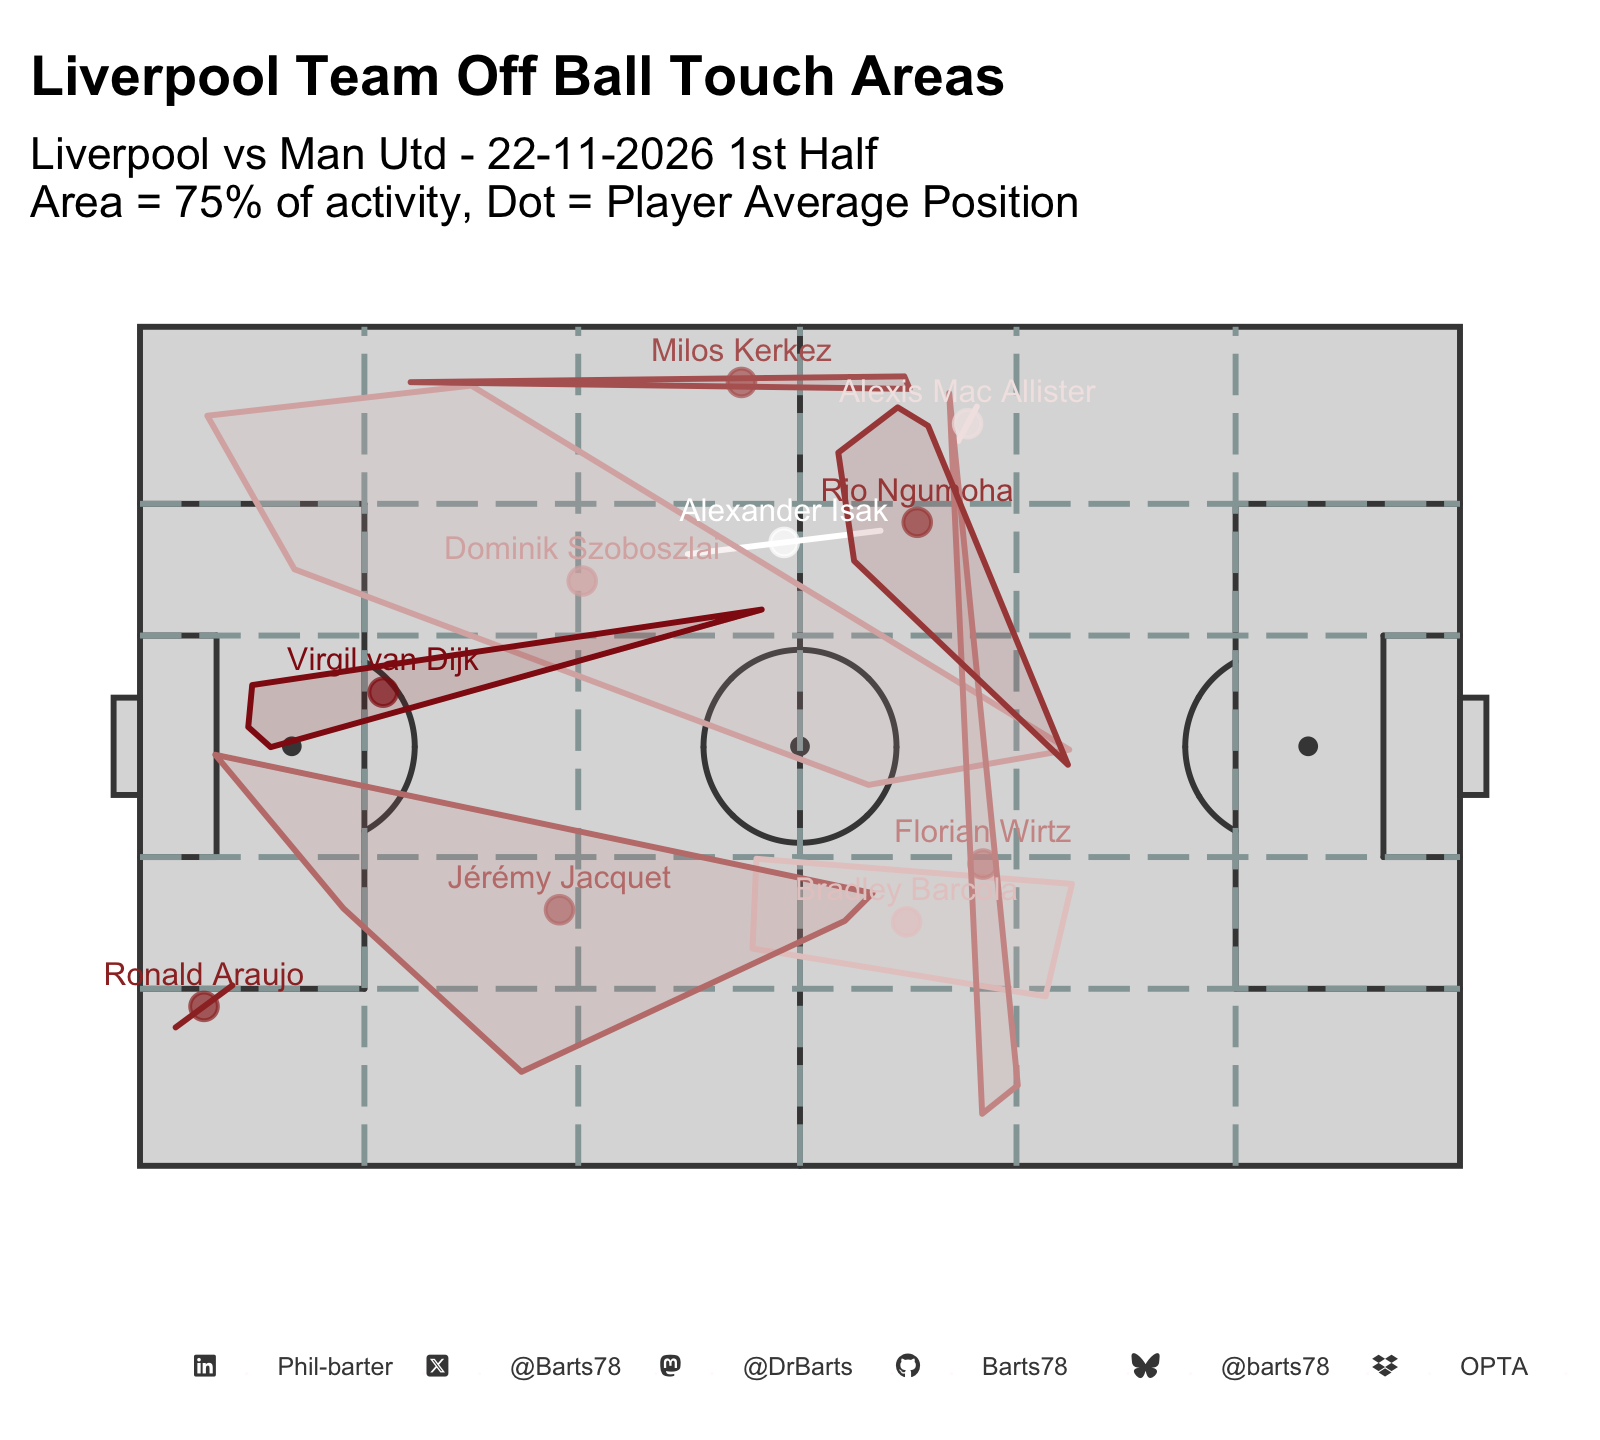 Liverpool Team Off Ball Touch Areas
Liverpool vs Man Utd - 22-11-2026 1st Half
Area = 75% of activity, Dot = Player Average Position
Milos Kerkez
Alexis Mac Allister
Rio Ngumoha
Alexander Isak
Dominik Szoboszlai
Virgil van Dijk
Florian Wirtz
Jérémy Jacquet
Bradley Barcola
Ronald Araujo
Phil-barter @Barts78 @DrBarts Barts78 @barts78 OPTA